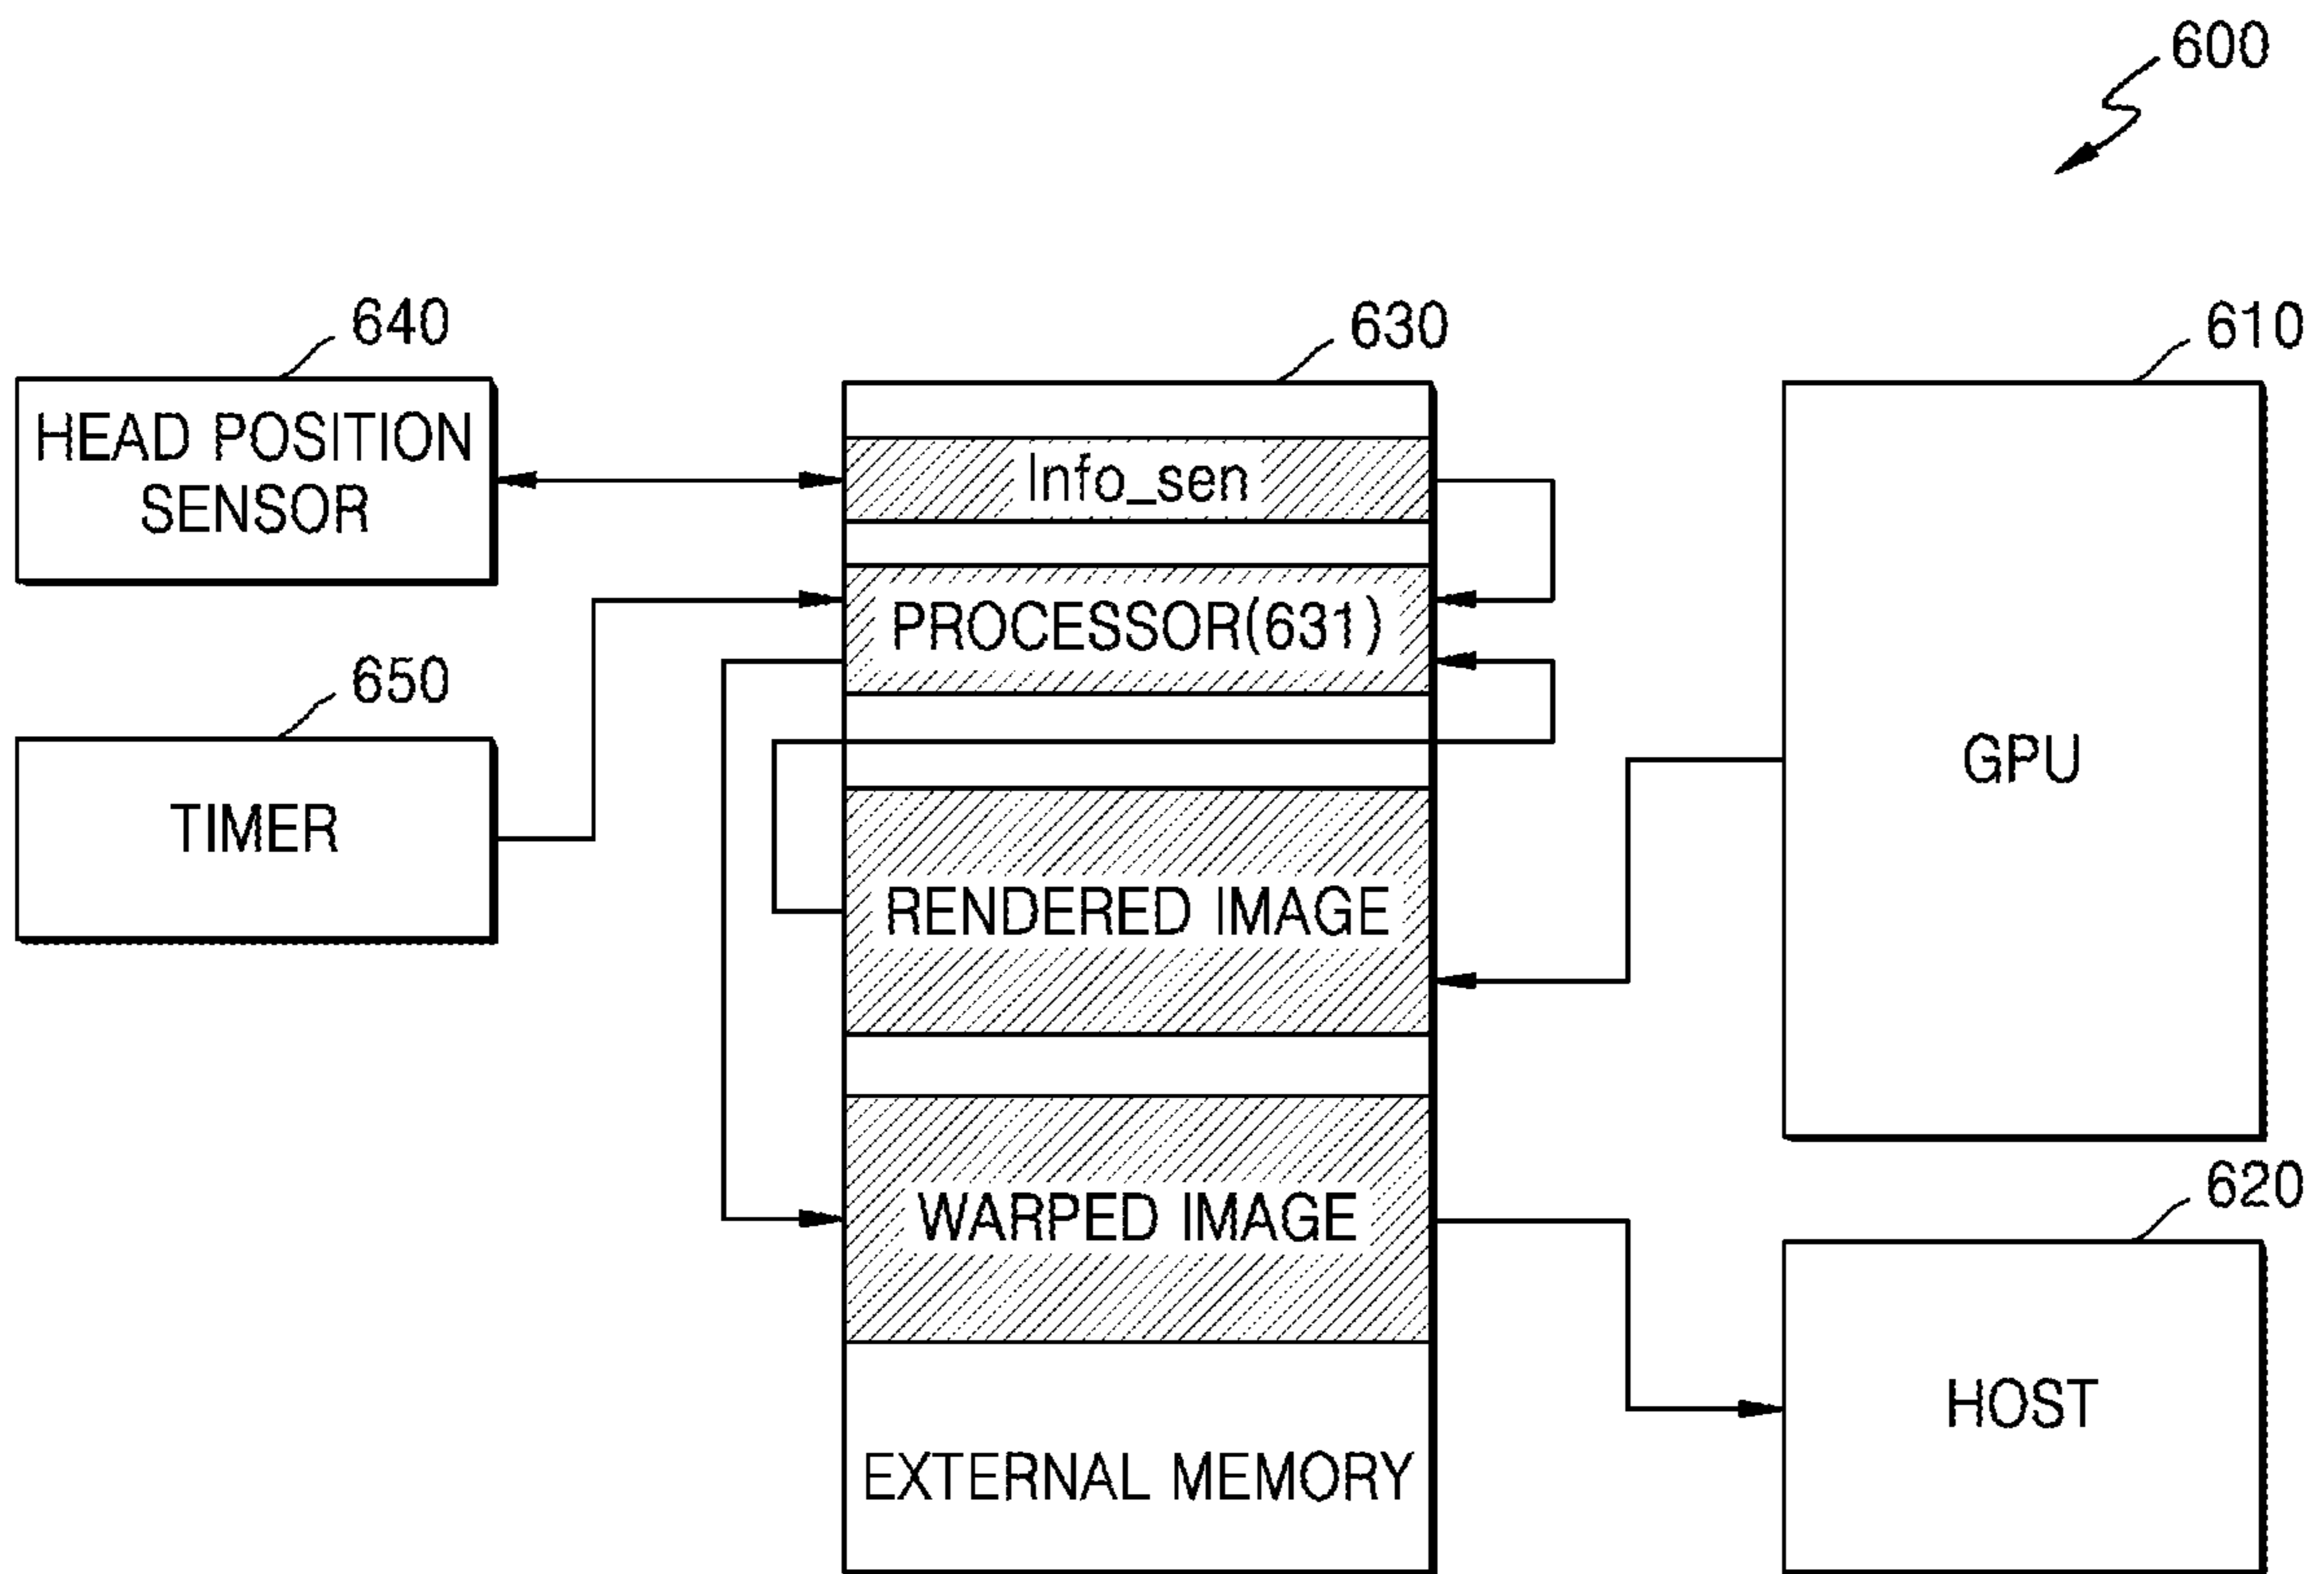 600
640
630
610
HEAD POSITION
SENSOR
Info_sen
PROCESSOR(631)
650
TIMER
GPU
RENDERED IMAGE
WARPED IMAGE
620
HOST
EXTERNAL MEMORY